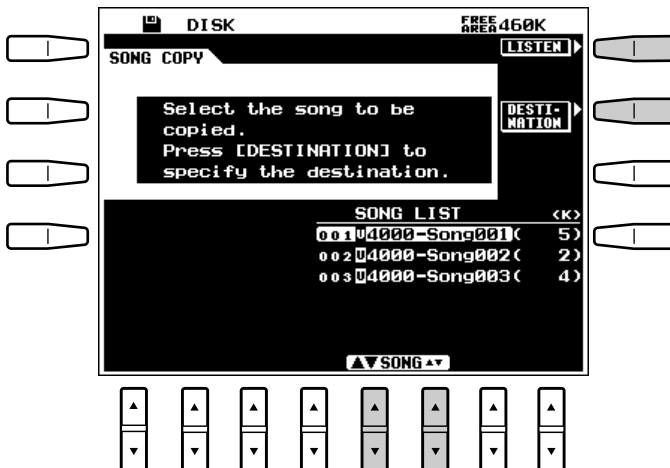 DISK
FREE AREA 460K
LISTEN
SONG COPY
Select the song to be
copied.
Press [DESTINATION] to
specify the destination.
DESTI-
NATION
SONG LIST <K>
001 U 4000-Song001( 5)
002 U 4000-Song002( 2)
003 U 4000-Song003( 4)
▲▼SONG▲▼